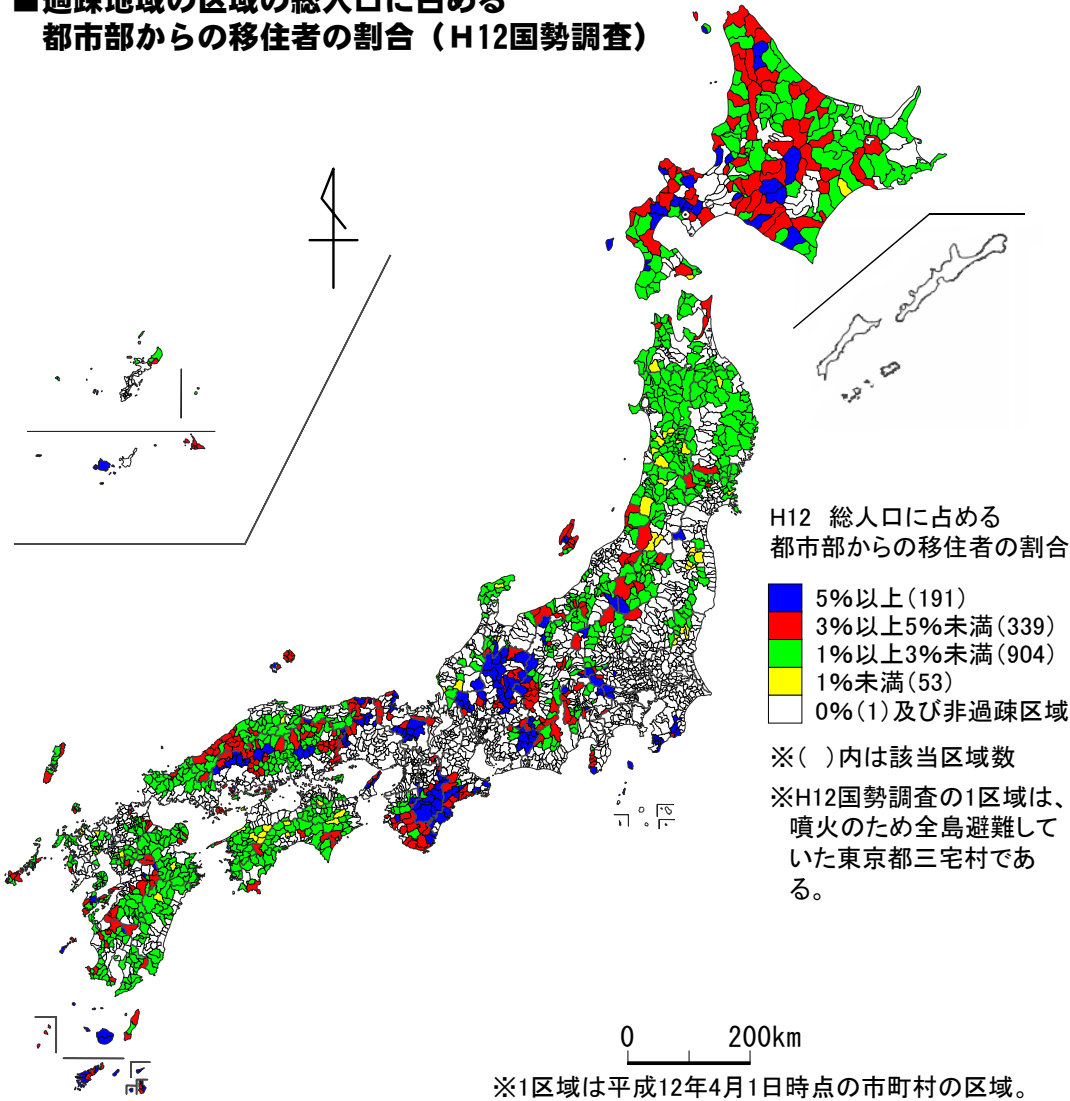 ■過疎地域の区域の総人口に占める
都市部からの移住者の割合（H12国勢調査）
H12 総人口に占める
都市部からの移住者の割合
5%以上(191)
3%以上5%未満(339)
1%以上3%未満(904)
1%未満(53)
0%(1)及び非過疎区域
※( )内は該当区域数
※H12国勢調査の1区域は、
噴火のため全島避難して
いた東京都三宅村であ
る。
0 200km
※1区域は平成12年4月1日時点の市町村の区域。